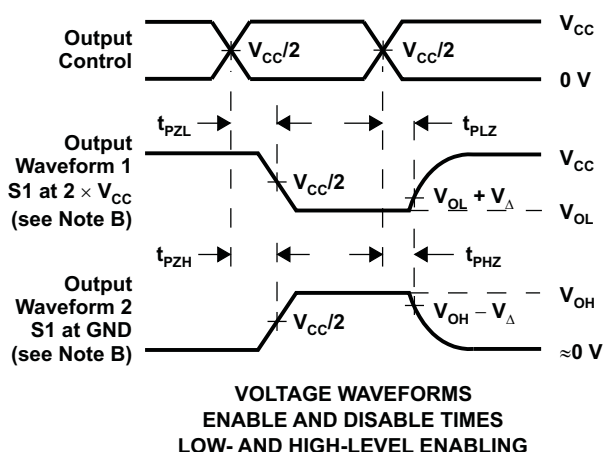 Output
Control
V_CC/2
V_CC/2
V_CC
0 V
t_PZL
t_PLZ
Output
Waveform 1
S1 at 2 × V_CC
(see Note B)
V_CC/2
V_OL + V_Δ
V_CC
V_OL
t_PZH
t_PHZ
Output
Waveform 2
S1 at GND
(see Note B)
V_CC/2
V_OH − V_Δ
V_OH
≈0 V
VOLTAGE WAVEFORMS
ENABLE AND DISABLE TIMES
LOW- AND HIGH-LEVEL ENABLING